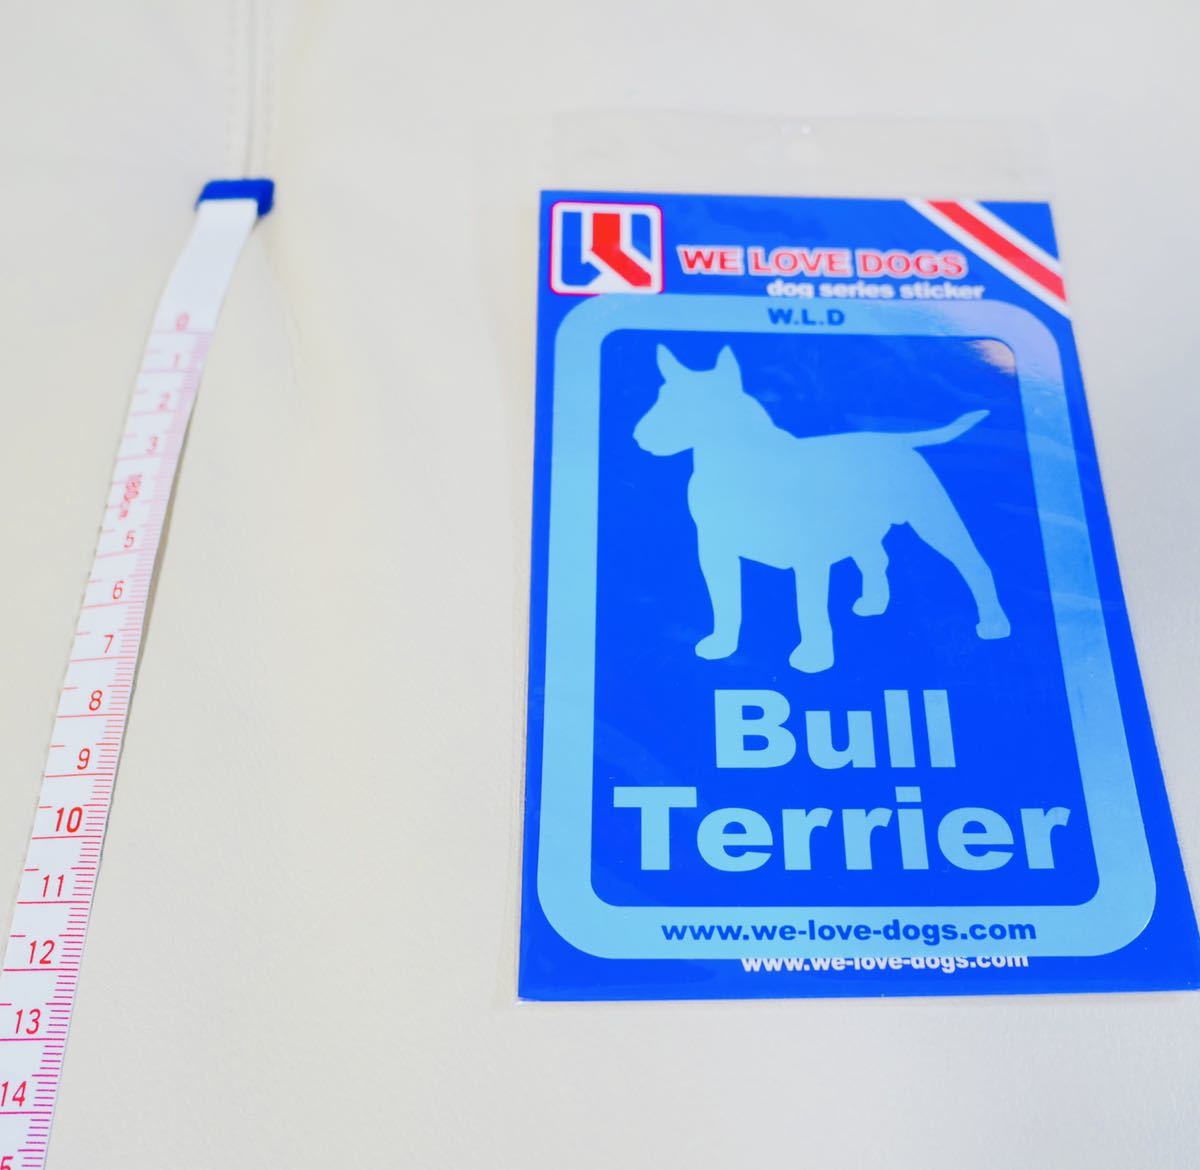 WE LOVE DOGS
dog series sticker
W.L.D
Bull
Terrier
www.we-love-dogs.com
www.we-love-dogs.com
0
1
2
3
180cm
5
6
7
8
9
10
11
12
13
14